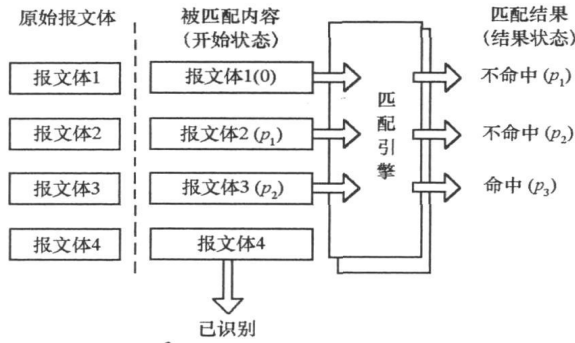 原始报文体
被匹配内容
(开始状态)
匹配结果
(结果状态)
报文体1
报文体1(0)
不命中(p₁)
报文体2
报文体2(p₁)
不命中(p₂)
报文体3
报文体3(p₂)
命中(p₃)
报文体4
报文体4
匹配引擎
已识别